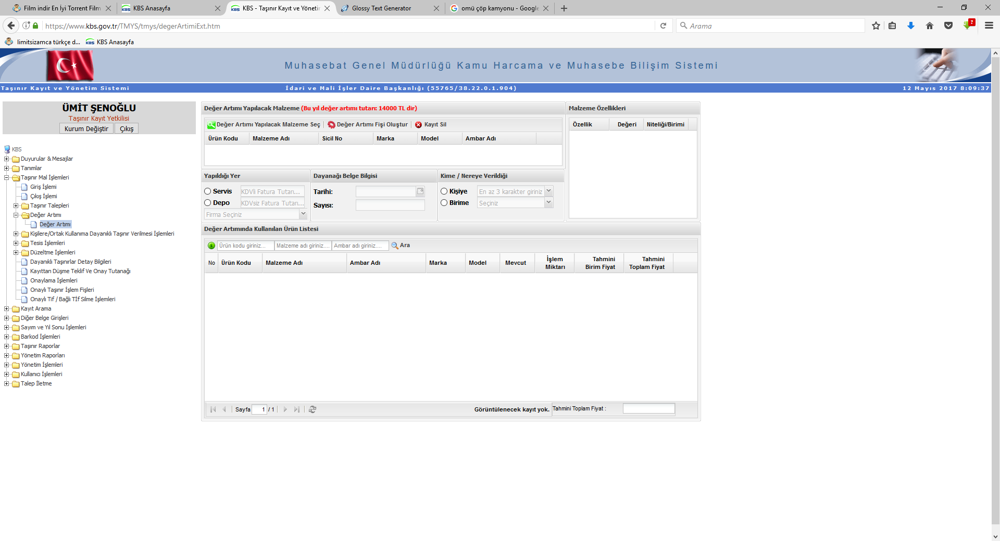 Film indir En İyi Torrent Film
KBS Anasayfa
KBS - Taşınır Kayıt ve Yönetir
Glossy Text Generator
omü çöp kamyonu - Google
https://www.kbs.gov.tr/TMYS/tmys/degerArtimiExt.htm
Arama
limitsizamca türkçe d...
KBS Anasayfa
Muhasebat Genel Müdürlüğü Kamu Harcama ve Muhasebe Bilişim Sistemi
Taşınır Kayıt ve Yönetim Sistemi
İdari ve Mali İşler Daire Başkanlığı (55765/38.22.0.1.904)
12 Mayıs 2017 8:09:37
ÜMİT ŞENOĞLU
Taşınır Kayıt Yetkilisi
Kurum Değiştir
Çıkış
KBS
Duyurular & Mesajlar
Tanımlar
Taşınır Mal İşlemleri
Giriş İşlemi
Çıkış İşlemi
Taşınır Talepleri
Değer Artımı
Değer Artımı
Kişilere/Ortak Kullanıma Dayanıklı Taşınır Verilmesi İşlemleri
Tesis İşlemleri
Düzeltme İşlemleri
Dayanıklı Taşınırlar Detay Bilgileri
Kayıttan Düşme Teklif Ve Onay Tutanağı
Onaylama İşlemleri
Onaylı Taşınır İşlem Fişleri
Onaylı Tif / Bağlı Tİf Silme İşlemleri
Kayıt Arama
Diğer Belge Girişleri
Sayım ve Yıl Sonu İşlemleri
Barkod İşlemleri
Taşınır Raporlar
Yönetim Raporları
Yönetim İşlemleri
Kullanıcı İşlemleri
Talep İletme
Değer Artımı Yapılacak Malzeme (Bu yıl değer artımı tutarı: 14000 TL dir)
Değer Artımı Yapılacak Malzeme Seç
Değer Artımı Fişi Oluştur
Kayıt Sil
Ürün Kodu
Malzeme Adı
Sicil No
Marka
Model
Ambar Adı
Malzeme Özellikleri
Özellik
Değeri
Niteliği/Birimi
Yapıldığı Yer
Servis
KDVli Fatura Tutarı...
Depo
KDVsiz Fatura Tutarı...
Firma Seçiniz
Dayanağı Belge Bilgisi
Tarihi:
Sayısı:
Kime / Nereye Verildiği
Kişiye
En az 3 karakter giriniz
Birime
Seçiniz
Değer Artımında Kullanılan Ürün Listesi
Ürün kodu giriniz...
Malzeme adı giriniz....
Ambar adı giriniz....
Ara
No
Ürün Kodu
Malzeme Adı
Ambar Adı
Marka
Model
Mevcut
İşlem
Miktarı
Tahmini
Birim Fiyat
Tahmini
Toplam Fiyat
Sayfa 1 / 1
Görüntülenecek kayıt yok.
Tahmini Toplam Fiyat :